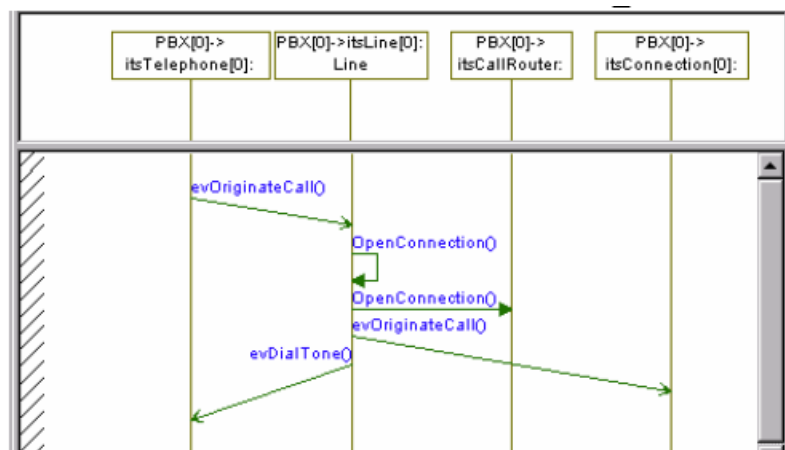 PBX[0]->
itsTelephone[0]:
PBX[0]->itsLine[0]:
Line
PBX[0]->
itsCallRouter:
PBX[0]->
itsConnection[0]:
evOriginateCall()
OpenConnection()
OpenConnection()
evOriginateCall()
evDialTone()